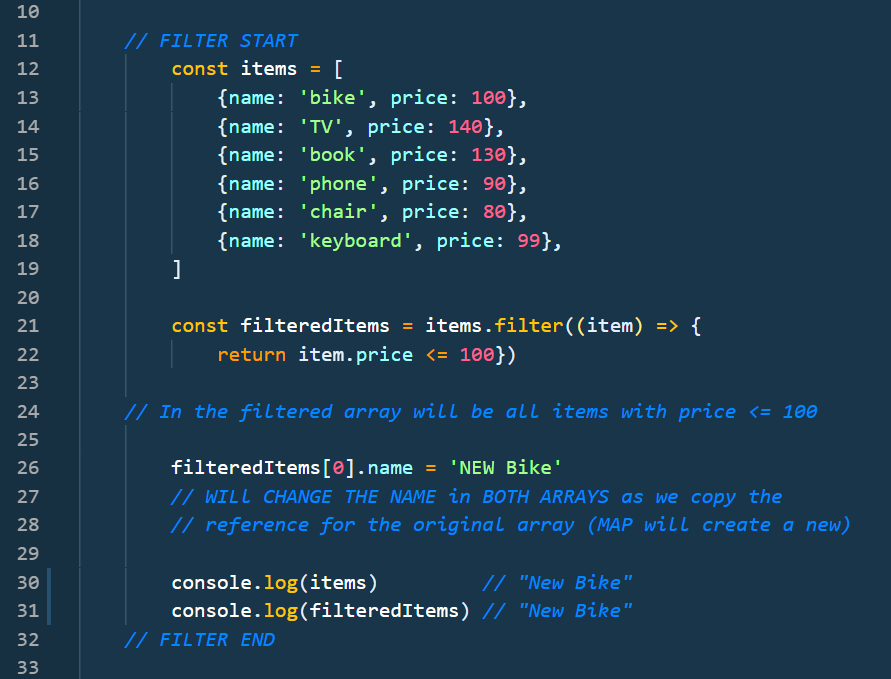 10
11 // FILTER START
12 const items = [
13 {name: 'bike', price: 100},
14 {name: 'TV', price: 140},
15 {name: 'book', price: 130},
16 {name: 'phone', price: 90},
17 {name: 'chair', price: 80},
18 {name: 'keyboard', price: 99},
19 ]
20
21 const filteredItems = items.filter((item) => {
22 return item.price <= 100})
23
24 // In the filtered array will be all items with price <= 100
25
26 filteredItems[0].name = 'NEW Bike'
27 // WILl CHANGE THE NAME in BOTH ARRAYS as we copy the
28 // reference for the original array (MAP will create a new)
29
30 console.log(items) // "New Bike"
31 console.log(filteredItems) // "New Bike"
32 // FILTER END
33